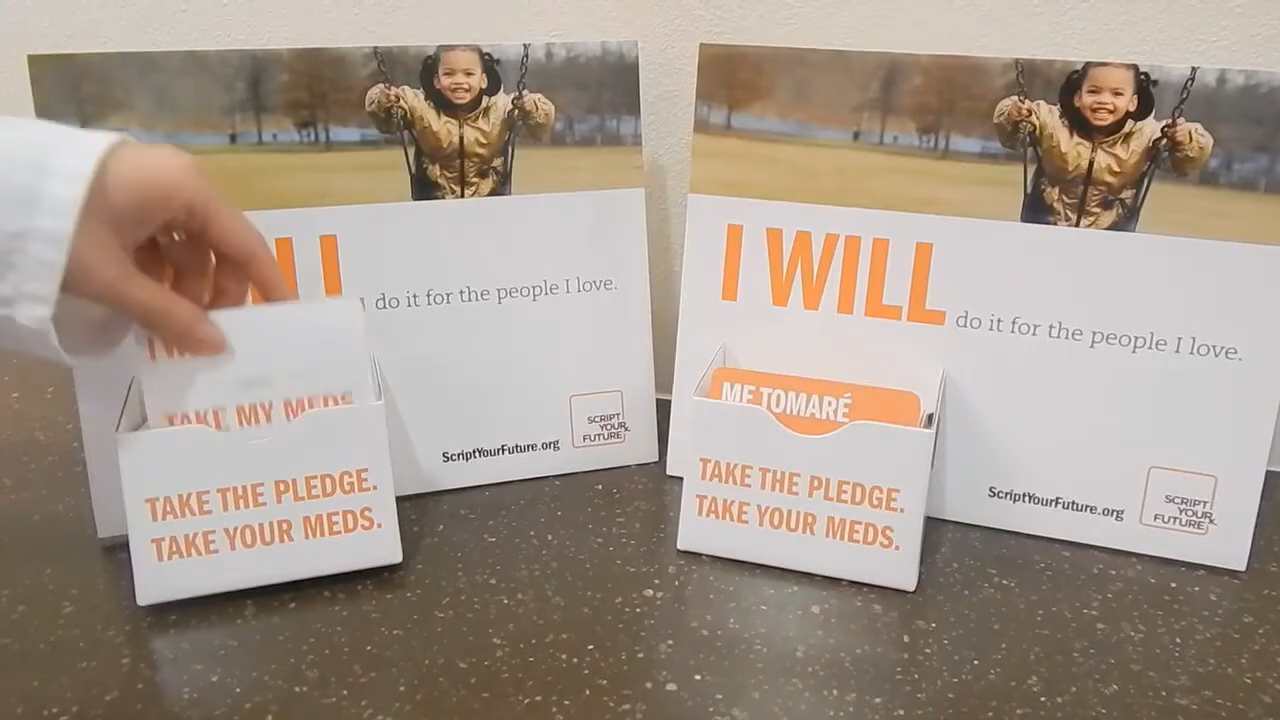 do it for the people I love.
TAKE MY MEDS
ScriptYourFuture.org
SCRIPT
YOUR
FUTURE
TAKE THE PLEDGE.
TAKE YOUR MEDS.
I WILL do it for the people I love.
ME TOMARÉ
ScriptYourFuture.org
SCRIPT
YOUR
FUTURE
TAKE THE PLEDGE.
TAKE YOUR MEDS.